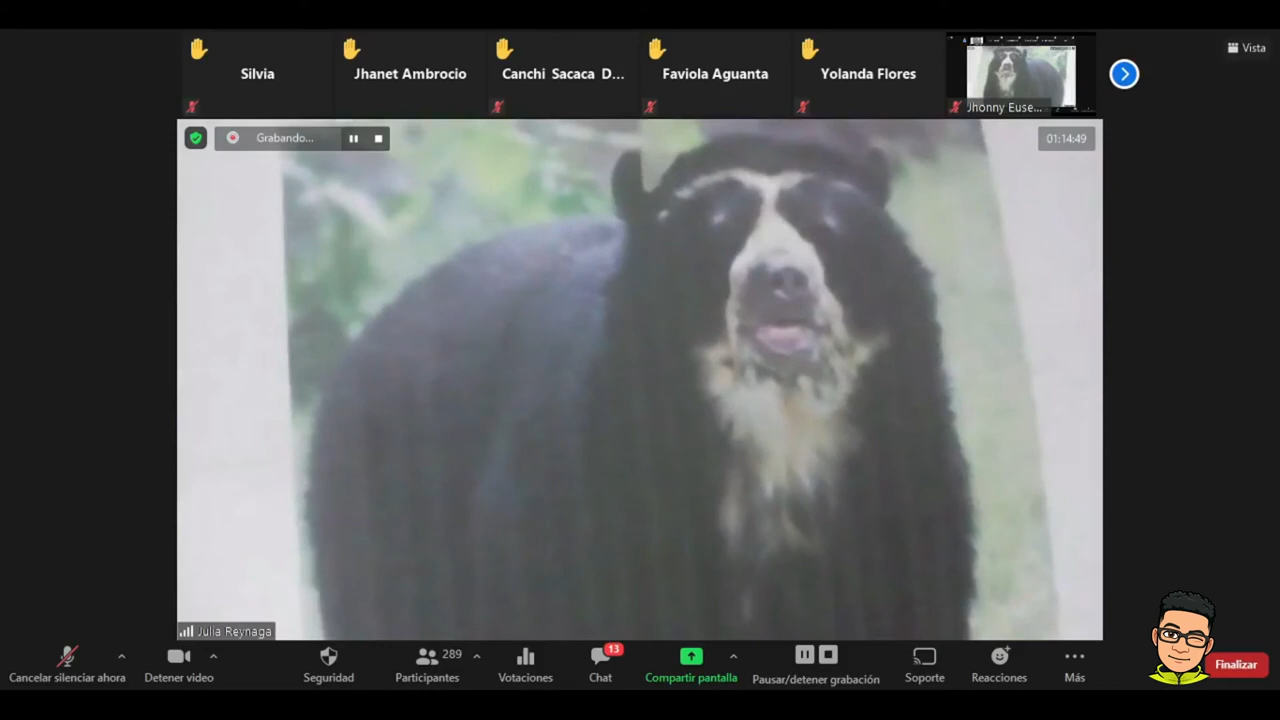 Silvia
Jhanet Ambrocio
Canchi Sacaca D...
Faviola Aguanta
Yolanda Flores
Jhonny Euse...
Vista
Grabando...
01:14:49
Julia Reynaga
Cancelar silenciar ahora
Detener video
Seguridad
289
Participantes
Votaciones
13
Chat
Compartir pantalla
Pausar/detener grabación
Soporte
Reacciones
Más
Finalizar